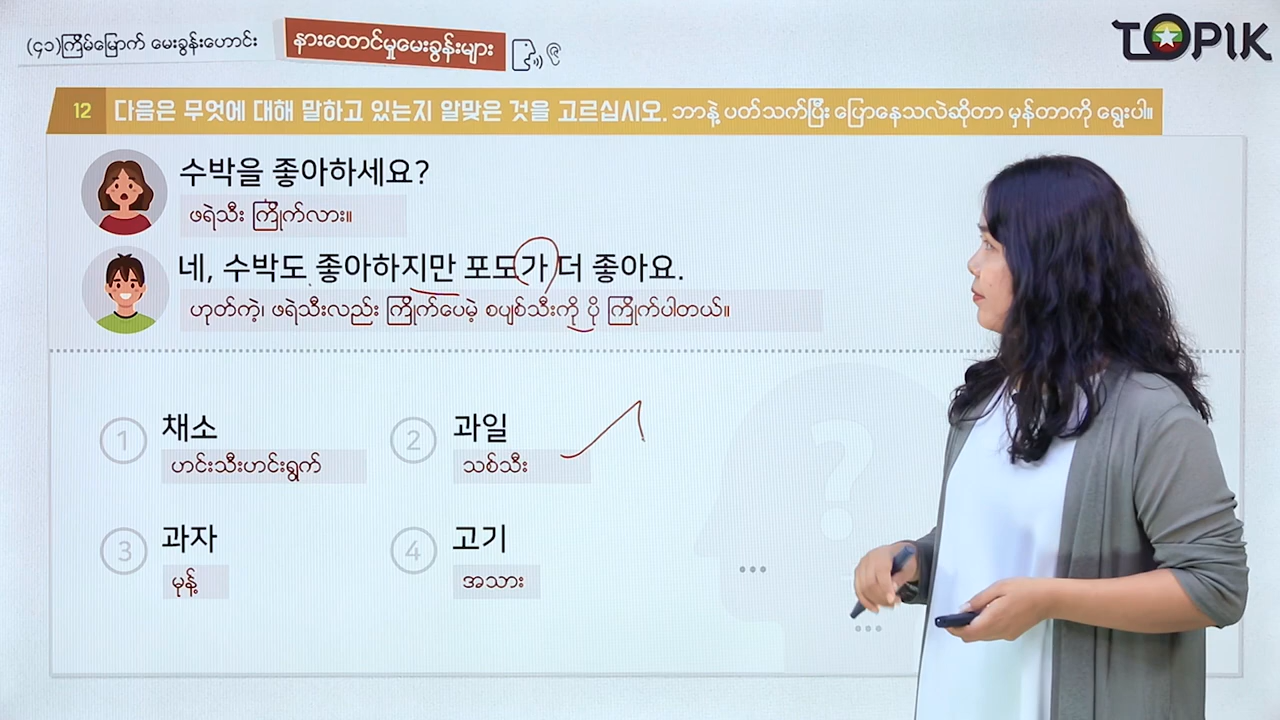 (၄၁)ကြိမ်မြောက် မေးခွန်းဟောင်း
နားထောင်မှုမေးခွန်းများ
၉
TOPIK
12 다음은 무엇에 대해 말하고 있는지 알맞은 것을 고르십시오. ဘာနဲ့ ပတ်သက်ပြီး ပြောနေသလဲဆိုတာ မှန်တာကို ရွေးပါ။
수박을 좋아하세요?
ဖရဲသီး ကြိုက်လား။
네, 수박도 좋아하지만 포도가 더 좋아요.
ဟုတ်ကဲ့၊ ဖရဲသီးလည်း ကြိုက်ပေမဲ့ စပျစ်သီးကို ပို ကြိုက်ပါတယ်။
1 채소
ဟင်းသီးဟင်းရွက်
2 과일
သစ်သီး
3 과자
မုန့်
4 고기
အသား